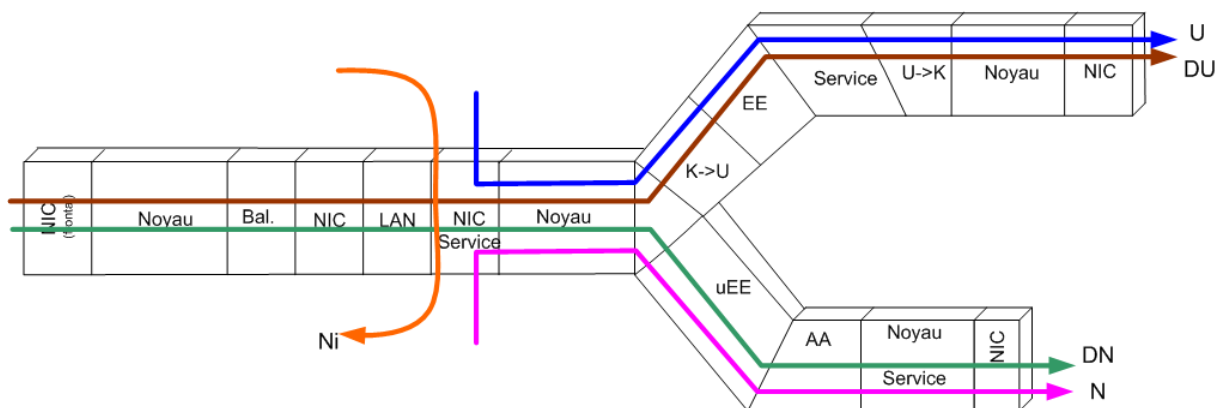 U
DU
Service
U->K
Noyau
NIC
EE
K->U
NIC
(frontal)
Noyau
Bal.
NIC
LAN
NIC
Service
Noyau
uEE
Ni
AA
Noyau
Service
NIC
DN
N